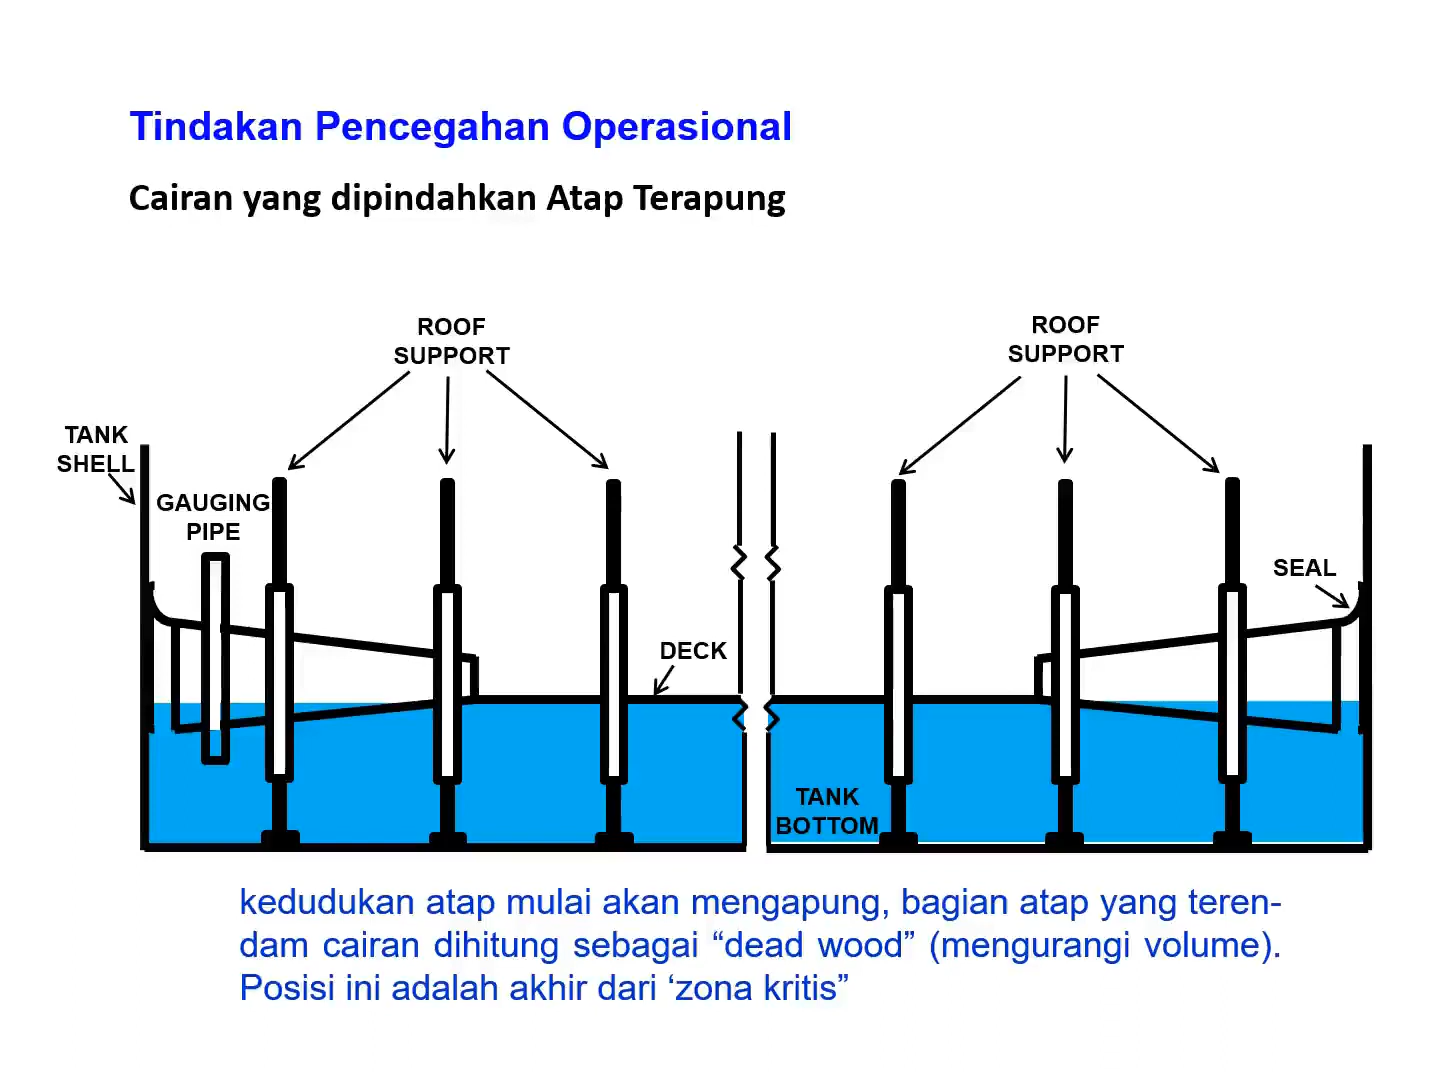 Tindakan Pencegahan Operasional
Cairan yang dipindahkan Atap Terapung
ROOF
SUPPORT
ROOF
SUPPORT
TANK
SHELL
GAUGING
PIPE
SEAL
DECK
TANK
BOTTOM
kedudukan atap mulai akan mengapung, bagian atap yang teren-
dam cairan dihitung sebagai “dead wood” (mengurangi volume).
Posisi ini adalah akhir dari ‘zona kritis”